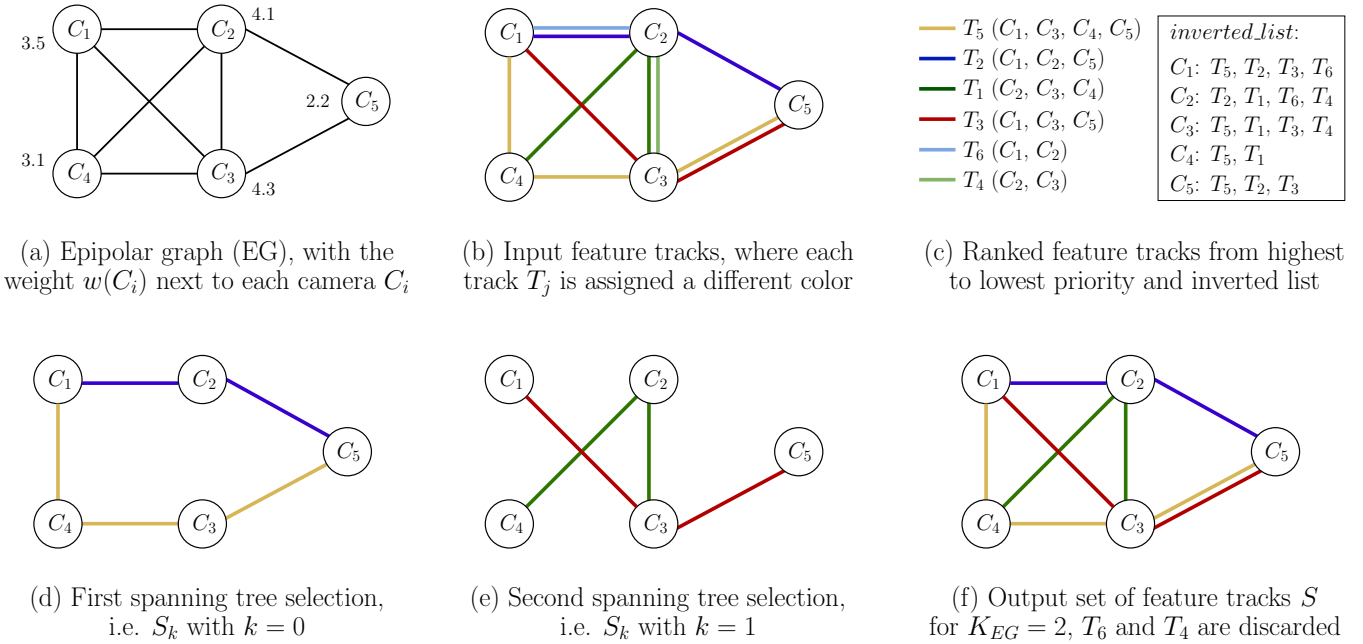 4.1
C₁
C₂
3.5
2.2
C₅
3.1
C₄
C₃
4.3
(a) Epipolar graph (EG), with the
weight w(Cᵢ) next to each camera Cᵢ
C₁
C₂
C₅
C₄
C₃
(b) Input feature tracks, where each
track Tⱼ is assigned a different color
T₅ (C₁, C₃, C₄, C₅)
T₂ (C₁, C₂, C₅)
T₁ (C₂, C₃, C₄)
T₃ (C₁, C₃, C₅)
T₆ (C₁, C₂)
T₄ (C₂, C₃)
inverted_list:
C₁: T₅, T₂, T₃, T₆
C₂: T₂, T₁, T₆, T₄
C₃: T₅, T₁, T₃, T₄
C₄: T₅, T₁
C₅: T₅, T₂, T₃
(c) Ranked feature tracks from highest
to lowest priority and inverted list
C₁
C₂
C₅
C₄
C₃
(d) First spanning tree selection,
i.e. Sₖ with k = 0
C₁
C₂
C₅
C₄
C₃
(e) Second spanning tree selection,
i.e. Sₖ with k = 1
C₁
C₂
C₅
C₄
C₃
(f) Output set of feature tracks S
for K_EG = 2, T₆ and T₄ are discarded